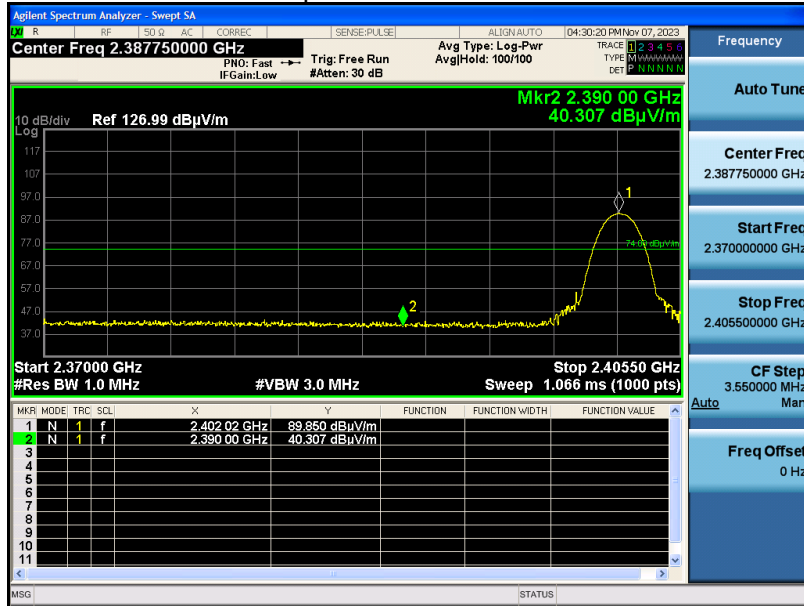 Agilent Spectrum Analyzer - Swept SA
LXI R RF 50 Ω AC CORREC SENSE:PULSE ALIGN AUTO 04:30:20 PM Nov 07, 2023
Center Freq 2.387750000 GHz
PNO: Fast
IFGain:Low
Trig: Free Run
#Atten: 30 dB
Avg Type: Log-Pwr
Avg|Hold: 100/100
TRACE 1 2 3 4 5 6
TYPE M W W W W W
DET P N N N N N
Mkr2 2.390 00 GHz
40.307 dBµV/m
10 dB/div Ref 126.99 dBµV/m
Log
117
107
97.0
87.0
77.0
67.0
57.0
47.0
37.0
1
74.00 dBµV/m
2
Start 2.37000 GHz Stop 2.40550 GHz
#Res BW 1.0 MHz #VBW 3.0 MHz Sweep 1.066 ms (1000 pts)
MKR MODE TRC SCL X Y FUNCTION FUNCTION WIDTH FUNCTION VALUE
1 N 1 f 2.402 02 GHz 89.850 dBµV/m
2 N 1 f 2.390 00 GHz 40.307 dBµV/m
3
4
5
6
7
8
9
10
11
MSG STATUS
Frequency
Auto Tune
Center Freq
2.387750000 GHz
Start Freq
2.370000000 GHz
Stop Freq
2.405500000 GHz
CF Step
3.550000 MHz
Auto Man
Freq Offset
0 Hz